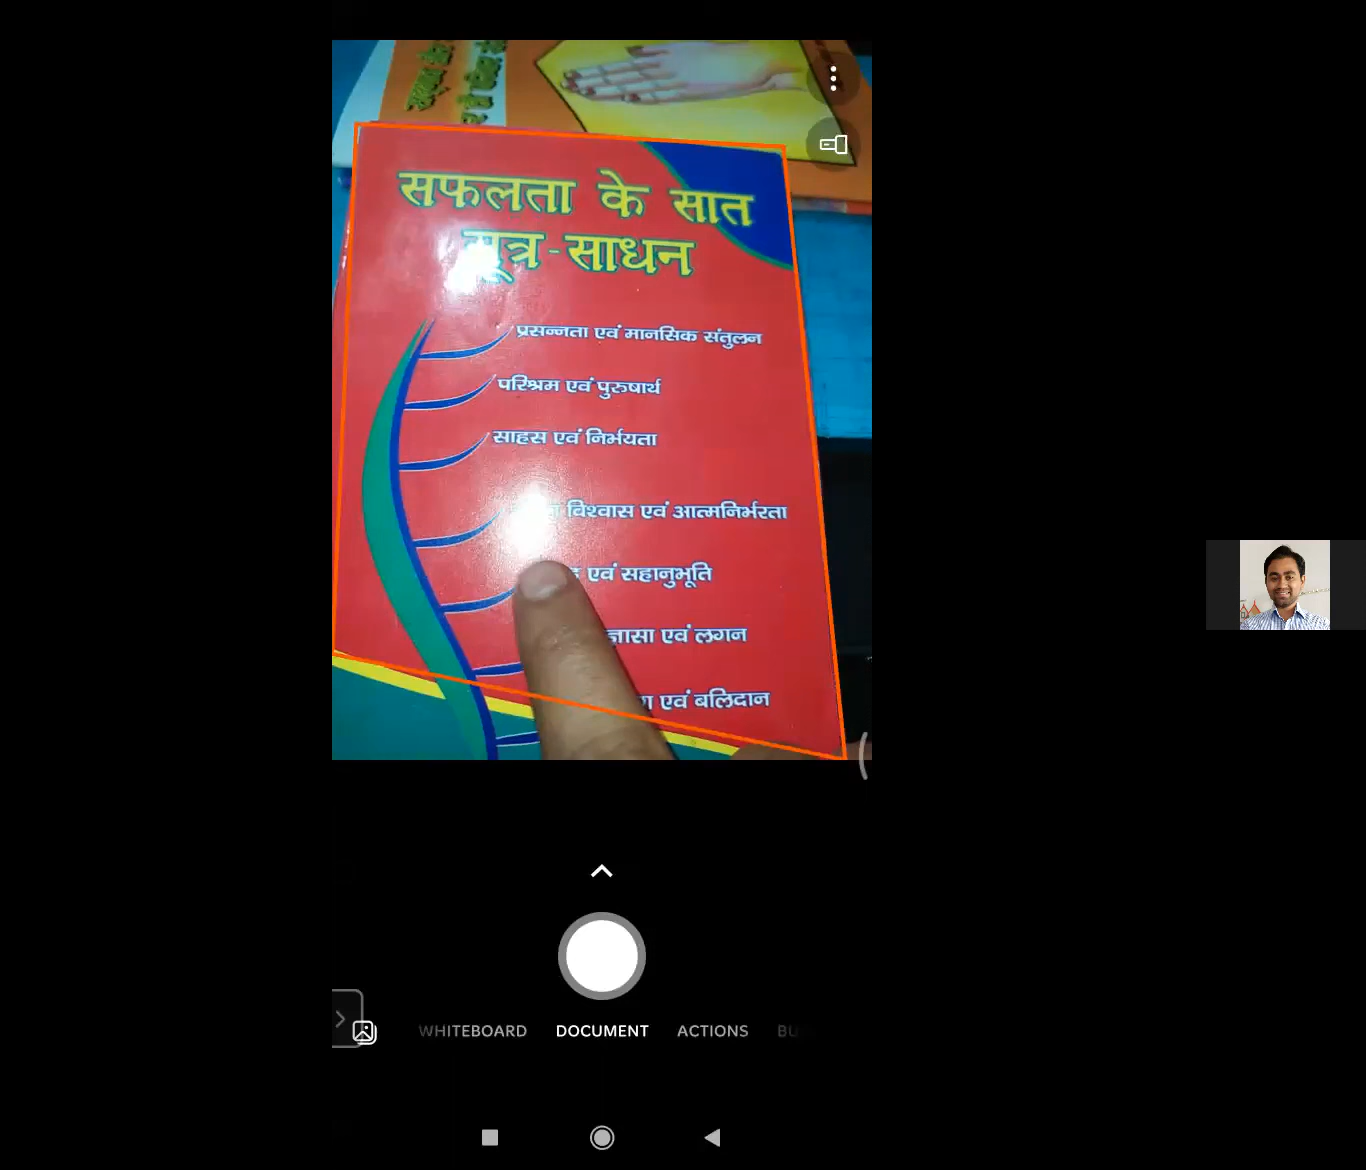 सफलता के सात
सूत्र - साधन
प्रसन्नता एवं मानसिक संतुलन
परिश्रम एवं पुरुषार्थ
साहस एवं निर्भयता
विश्वास एवं आत्मनिर्भरता
एवं सहानुभूति
एवं लगन
एवं बलिदान
WHITEBOARD
DOCUMENT
ACTIONS